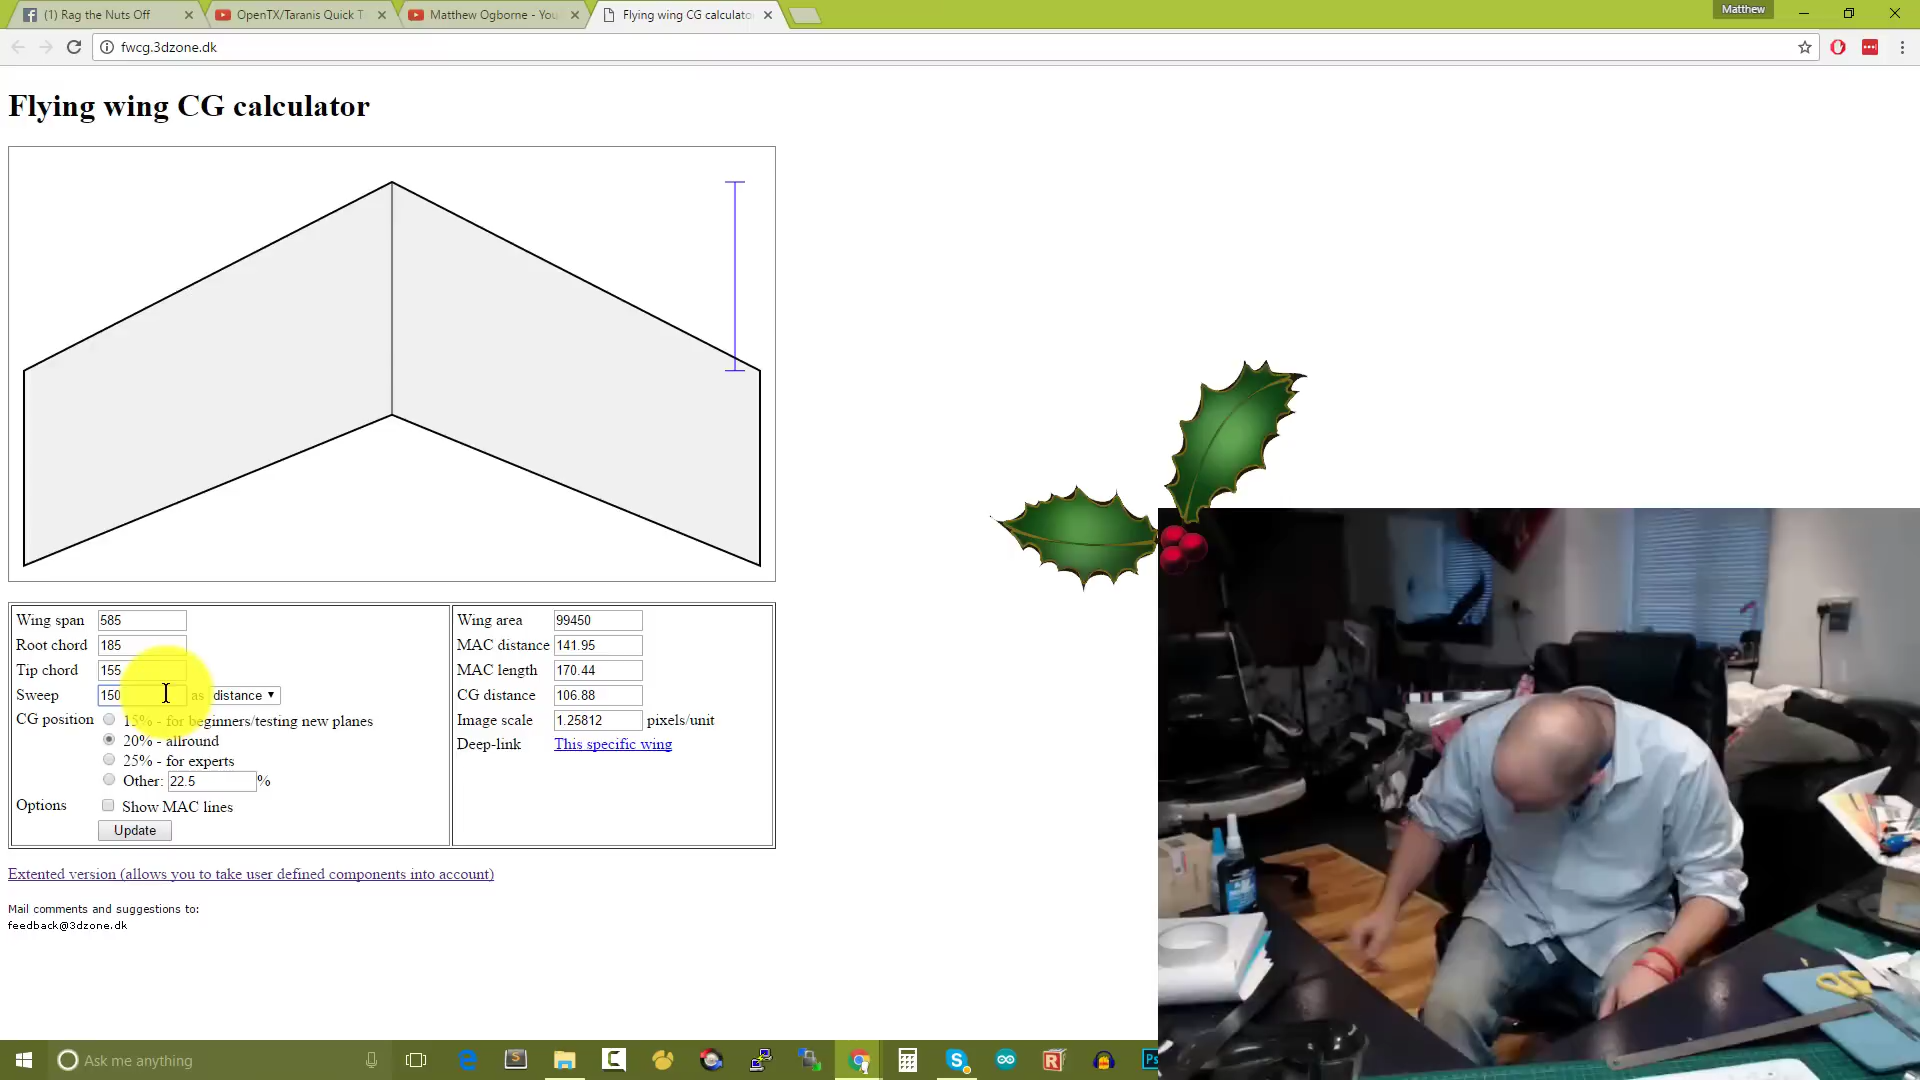 (1) Rag the Nuts Off
OpenTX/Taranis Quick T
Matthew Ogborne - You
Flying wing CG calculato
Matthew
fwcg.3dzone.dk
Flying wing CG calculator
Wing span 585
Root chord 185
Tip chord 155
Sweep 150 as distance
CG position 15% - for beginners/testing new planes
20% - allround
25% - for experts
Other: 22.5 %
Options Show MAC lines
Update
Wing area 99450
MAC distance 141.95
MAC length 170.44
CG distance 106.88
Image scale 1.25812 pixels/unit
Deep-link This specific wing
Extented version (allows you to take user defined components into account)
Mail comments and suggestions to:
feedback@3dzone.dk
Ask me anything
Ps